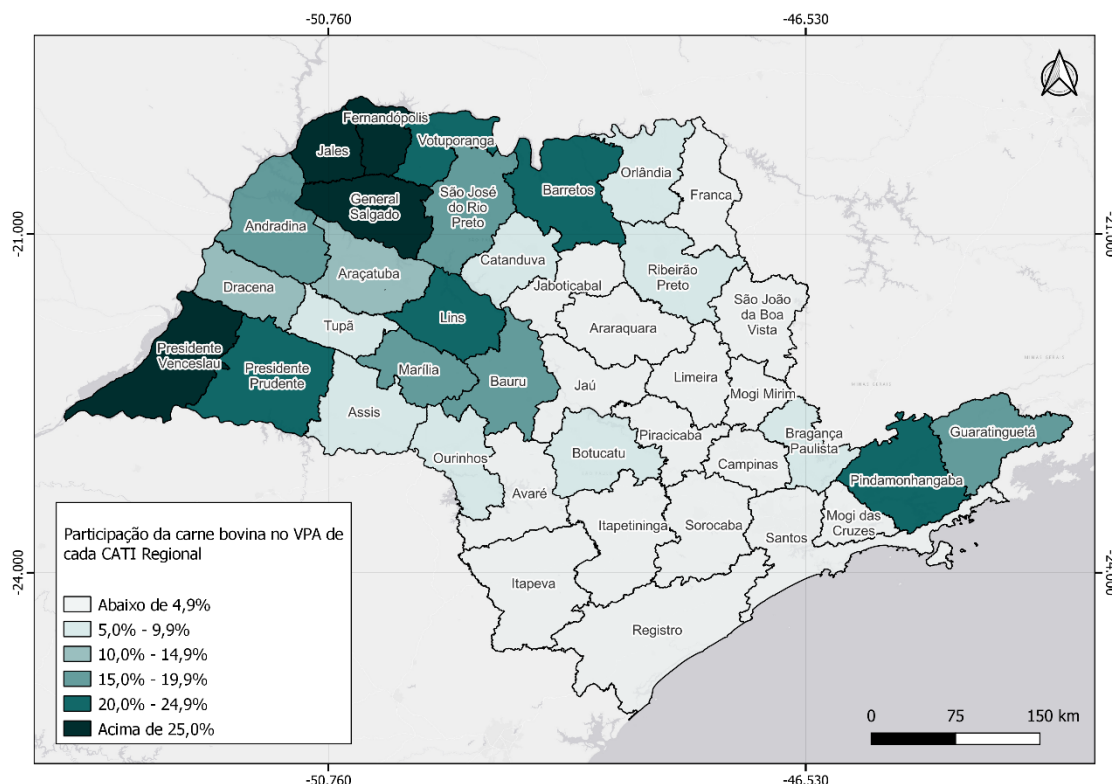 -50.760
-46.530
Fernandópolis
Votuporanga
Jales
Orlândia
Barretos
Franca
General
Salgado
São José
do Rio
Preto
Andradina
-21.000
Catanduva
Ribeirão
Preto
Araçatuba
Dracena
Jaboticabal
São João
da Boa
Vista
Lins
Tupã
Araraquara
Presidente
Venceslau
Presidente
Prudente
Marília
Bauru
Jaú
Limeira
Mogi Mirim
MINAS GERAIS
Assis
Piracicaba
Bragança
Paulista
Guaratinguetá
Ourinhos
Botucatu
Campinas
Pindamonhangaba
Avaré
Itapetininga
Sorocaba
Santos
Mogi das
Cruzes
-24.000
-24.000
Itapeva
Registro
Participação da carne bovina no VPA de
cada CATI Regional
Abaixo de 4,9%
5,0% - 9,9%
10,0% - 14,9%
15,0% - 19,9%
20,0% - 24,9%
Acima de 25,0%
0 75 150 km
-50.760
-46.530